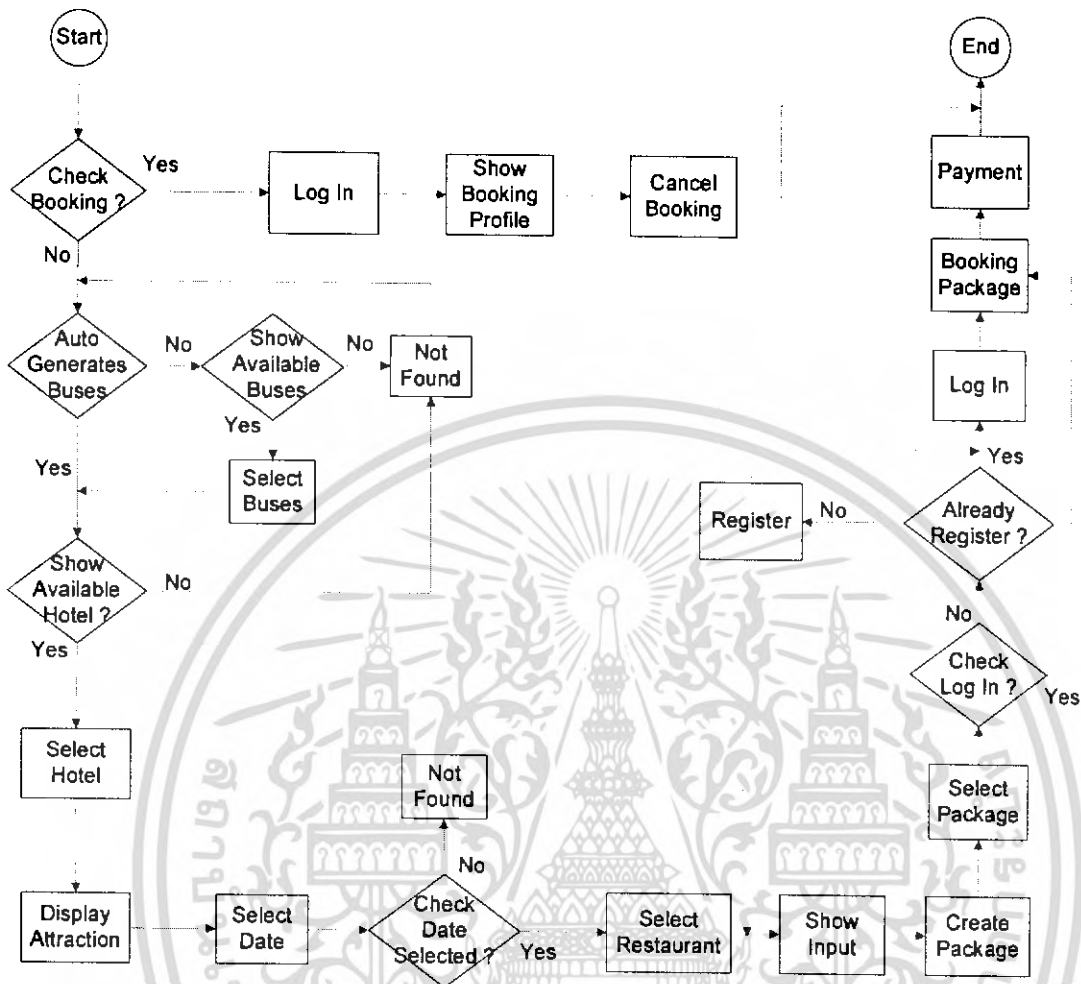 Start
End
Check
Booking ?
Yes
No
Log In
Show
Booking
Profile
Cancel
Booking
Payment
Booking
Package
Auto
Generates
Buses
No
Yes
Show
Available
Buses
No
Yes
Not
Found
Select
Buses
Log In
Yes
Already
Register ?
No
Register
Show
Available
Hotel ?
No
Yes
No
Check
Log In ?
Yes
Select
Hotel
Not
Found
Select
Package
Display
Attraction
Select
Date
No
Check
Date
Selected ?
Yes
Select
Restaurant
Show
Input
Create
Package